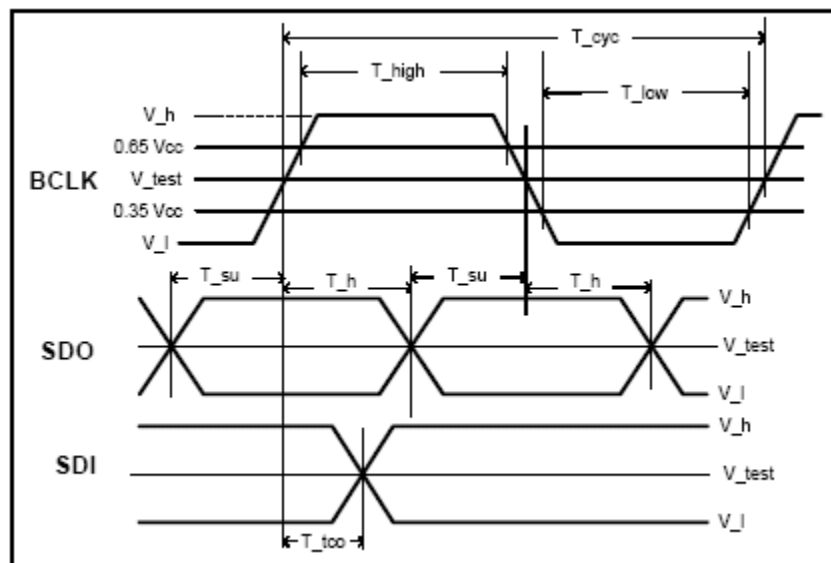 T_cyc
T_high
T_low
V_h
0.65 Vcc
BCLK
V_test
0.35 Vcc
V_l
T_su
T_h
T_su
T_h
V_h
SDO
V_test
V_l
V_h
SDI
V_test
V_l
T_tco